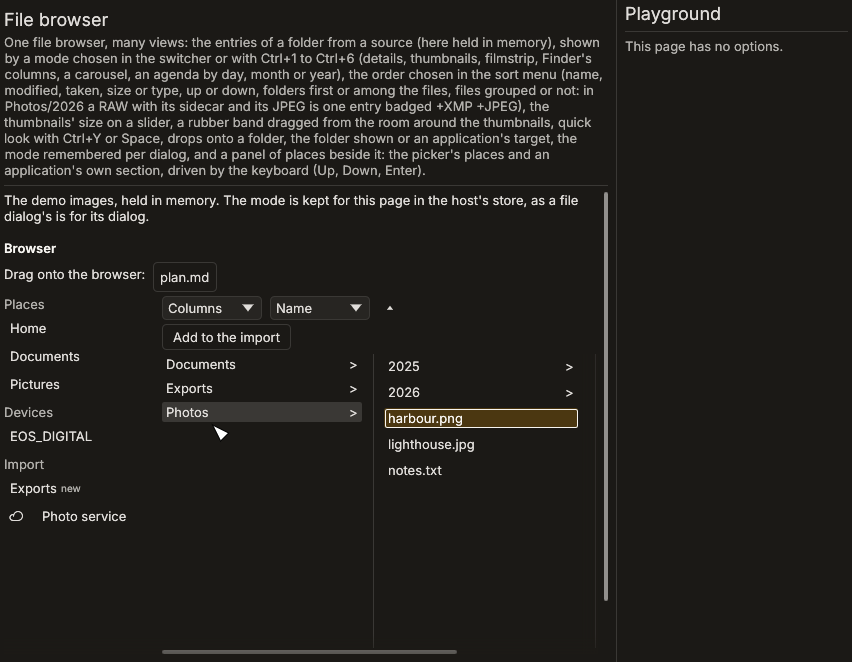 File browser
One file browser, many views: the entries of a folder from a source (here held in memory), shown
by a mode chosen in the switcher or with Ctrl+1 to Ctrl+6 (details, thumbnails, filmstrip, Finder's
columns, a carousel, an agenda by day, month or year), the order chosen in the sort menu (name,
modified, taken, size or type, up or down, folders first or among the files, files grouped or not: in
Photos/2026 a RAW with its sidecar and its JPEG is one entry badged +XMP +JPEG), the
thumbnails' size on a slider, a rubber band dragged from the room around the thumbnails, quick
look with Ctrl+Y or Space, drops onto a folder, the folder shown or an application's target, the
mode remembered per dialog, and a panel of places beside it: the picker's places and an
application's own section, driven by the keyboard (Up, Down, Enter).
The demo images, held in memory. The mode is kept for this page in the host's store, as a file
dialog's is for its dialog.
Browser
Drag onto the browser: plan.md
Places
Home
Documents
Pictures
Devices
EOS_DIGITAL
Import
Exports new
Photo service
Columns Name
Add to the import
Documents >
Exports >
Photos >
2025 >
2026 >
harbour.png
lighthouse.jpg
notes.txt
Playground
This page has no options.